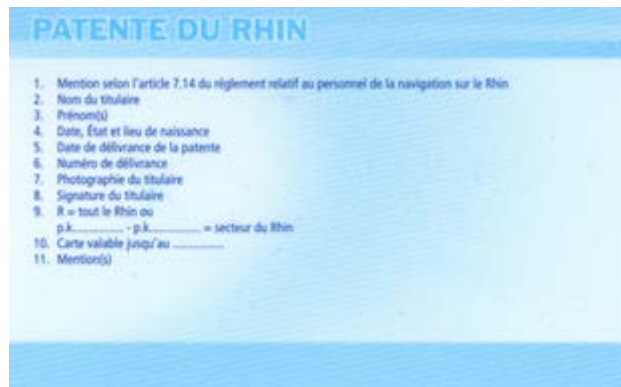 PATENTE DU RHIN
1. Mention selon l'article 7.14 du règlement relatif au personnel de la navigation sur le Rhin
2. Nom du titulaire
3. Prénom(s)
4. Date, État et lieu de naissance
5. Date de délivrance de la patente
6. Numéro de délivrance
7. Photographie du titulaire
8. Signature du titulaire
9. R = tout le Rhin ou
p.k.............. - p.k.............. = secteur du Rhin
10. Carte valable jusqu'au ..............
11. Mention(s)